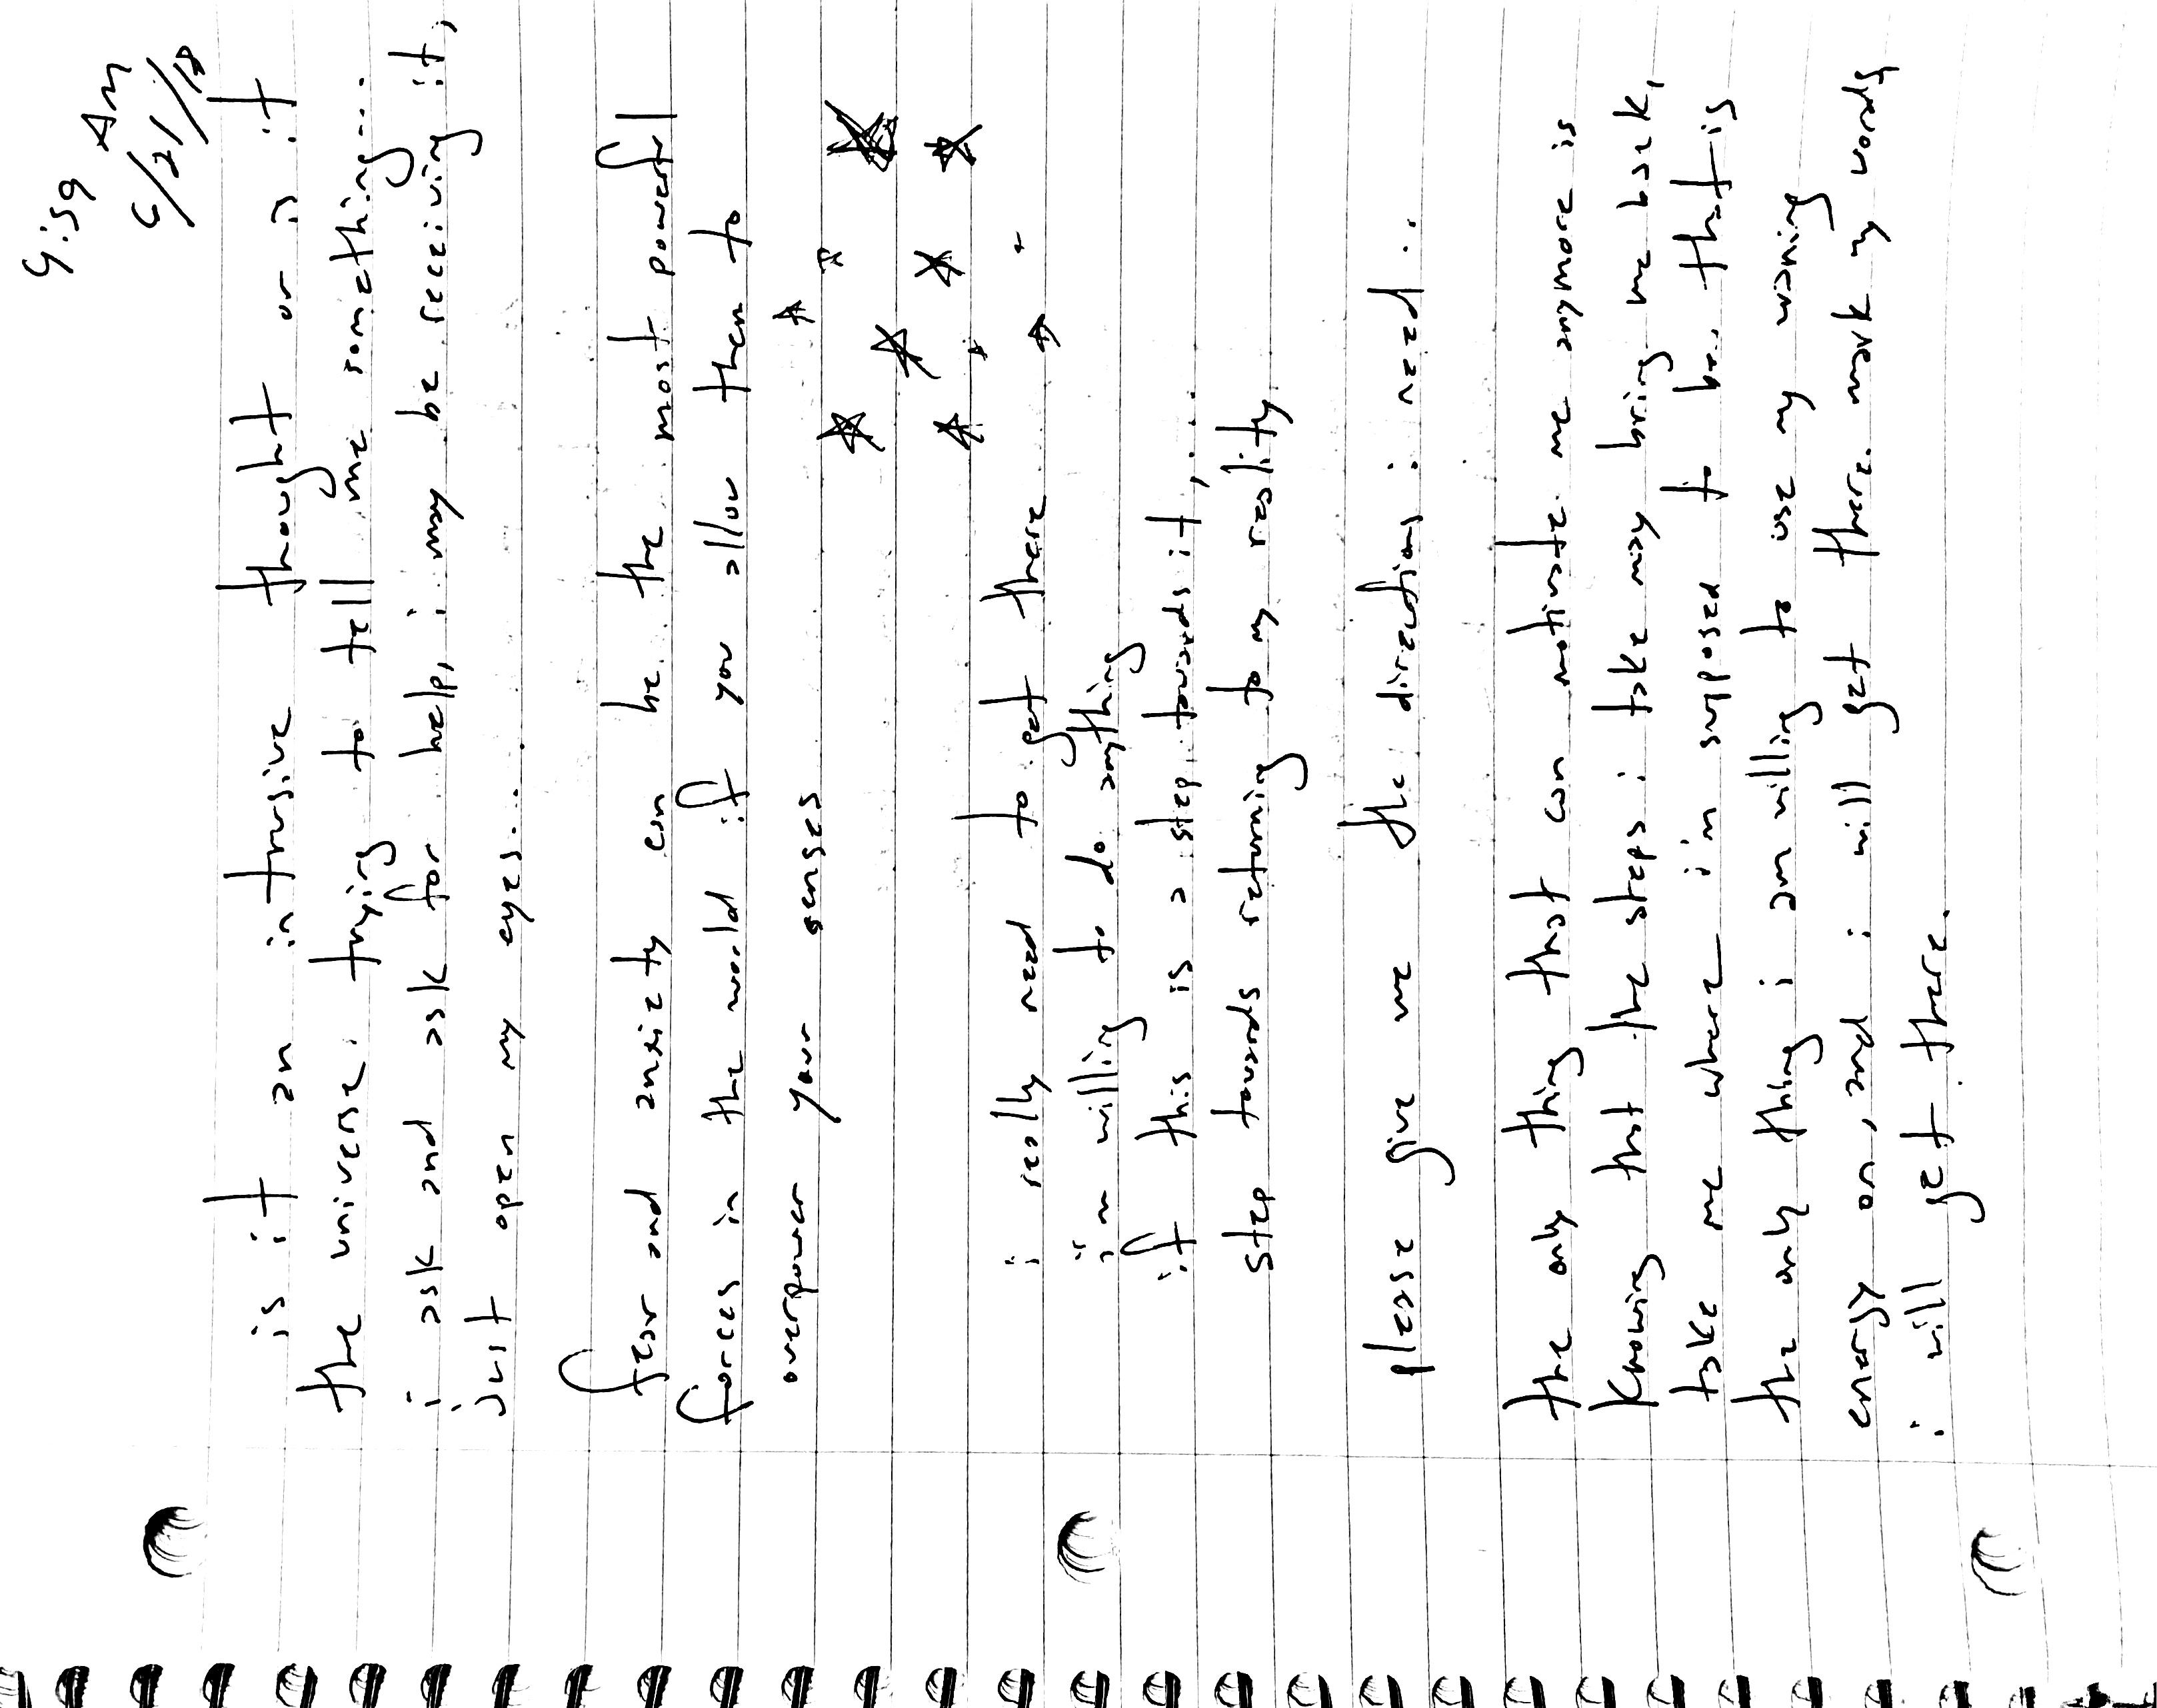 4:59
AM
6/21/18
is it an intrusive thought or is it
the universe trying to tell me something...
i ask and ask for help, i may be receiving it,
just open my eyes....
fear and anxiety can be the most powerful
forces in the world if you allow them to
overpower your senses
i really need to get there
i'm willing to do anything
if this is a step towards it,...
step towards returning to my reality
please give me the directions i need..
the only thing that can motivate me anymore is
knowing that the steps i take may bring me back,
take me where i'm supposed to be. that is
the only thing i am willing to use my waning
energy on, and i will get there. mark my words,
i will get there.